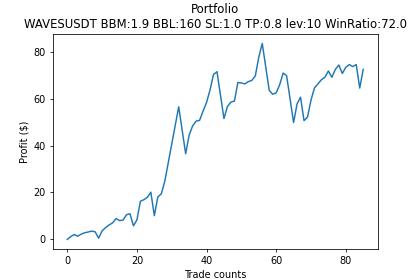 Portfolio
WAVESUSDT BBM:1.9 BBL:160 SL:1.0 TP:0.8 lev:10 WinRatio:72.0
80
60
40
20
0
Profit ($)
0 20 40 60 80
Trade counts